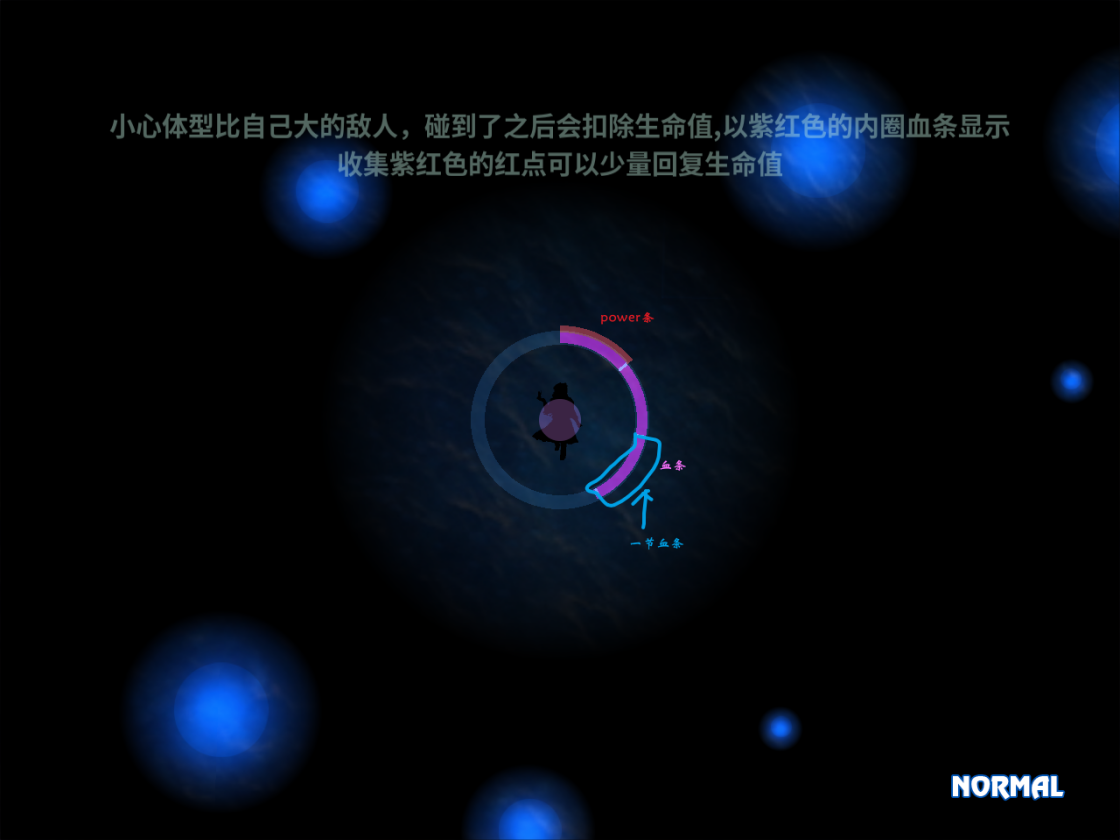 小心体型比自己大的敌人，碰到了之后会扣除生命值,以紫红色的内圈血条显示
收集紫红色的红点可以少量回复生命值
power条
血条
一节血条
NORMAL